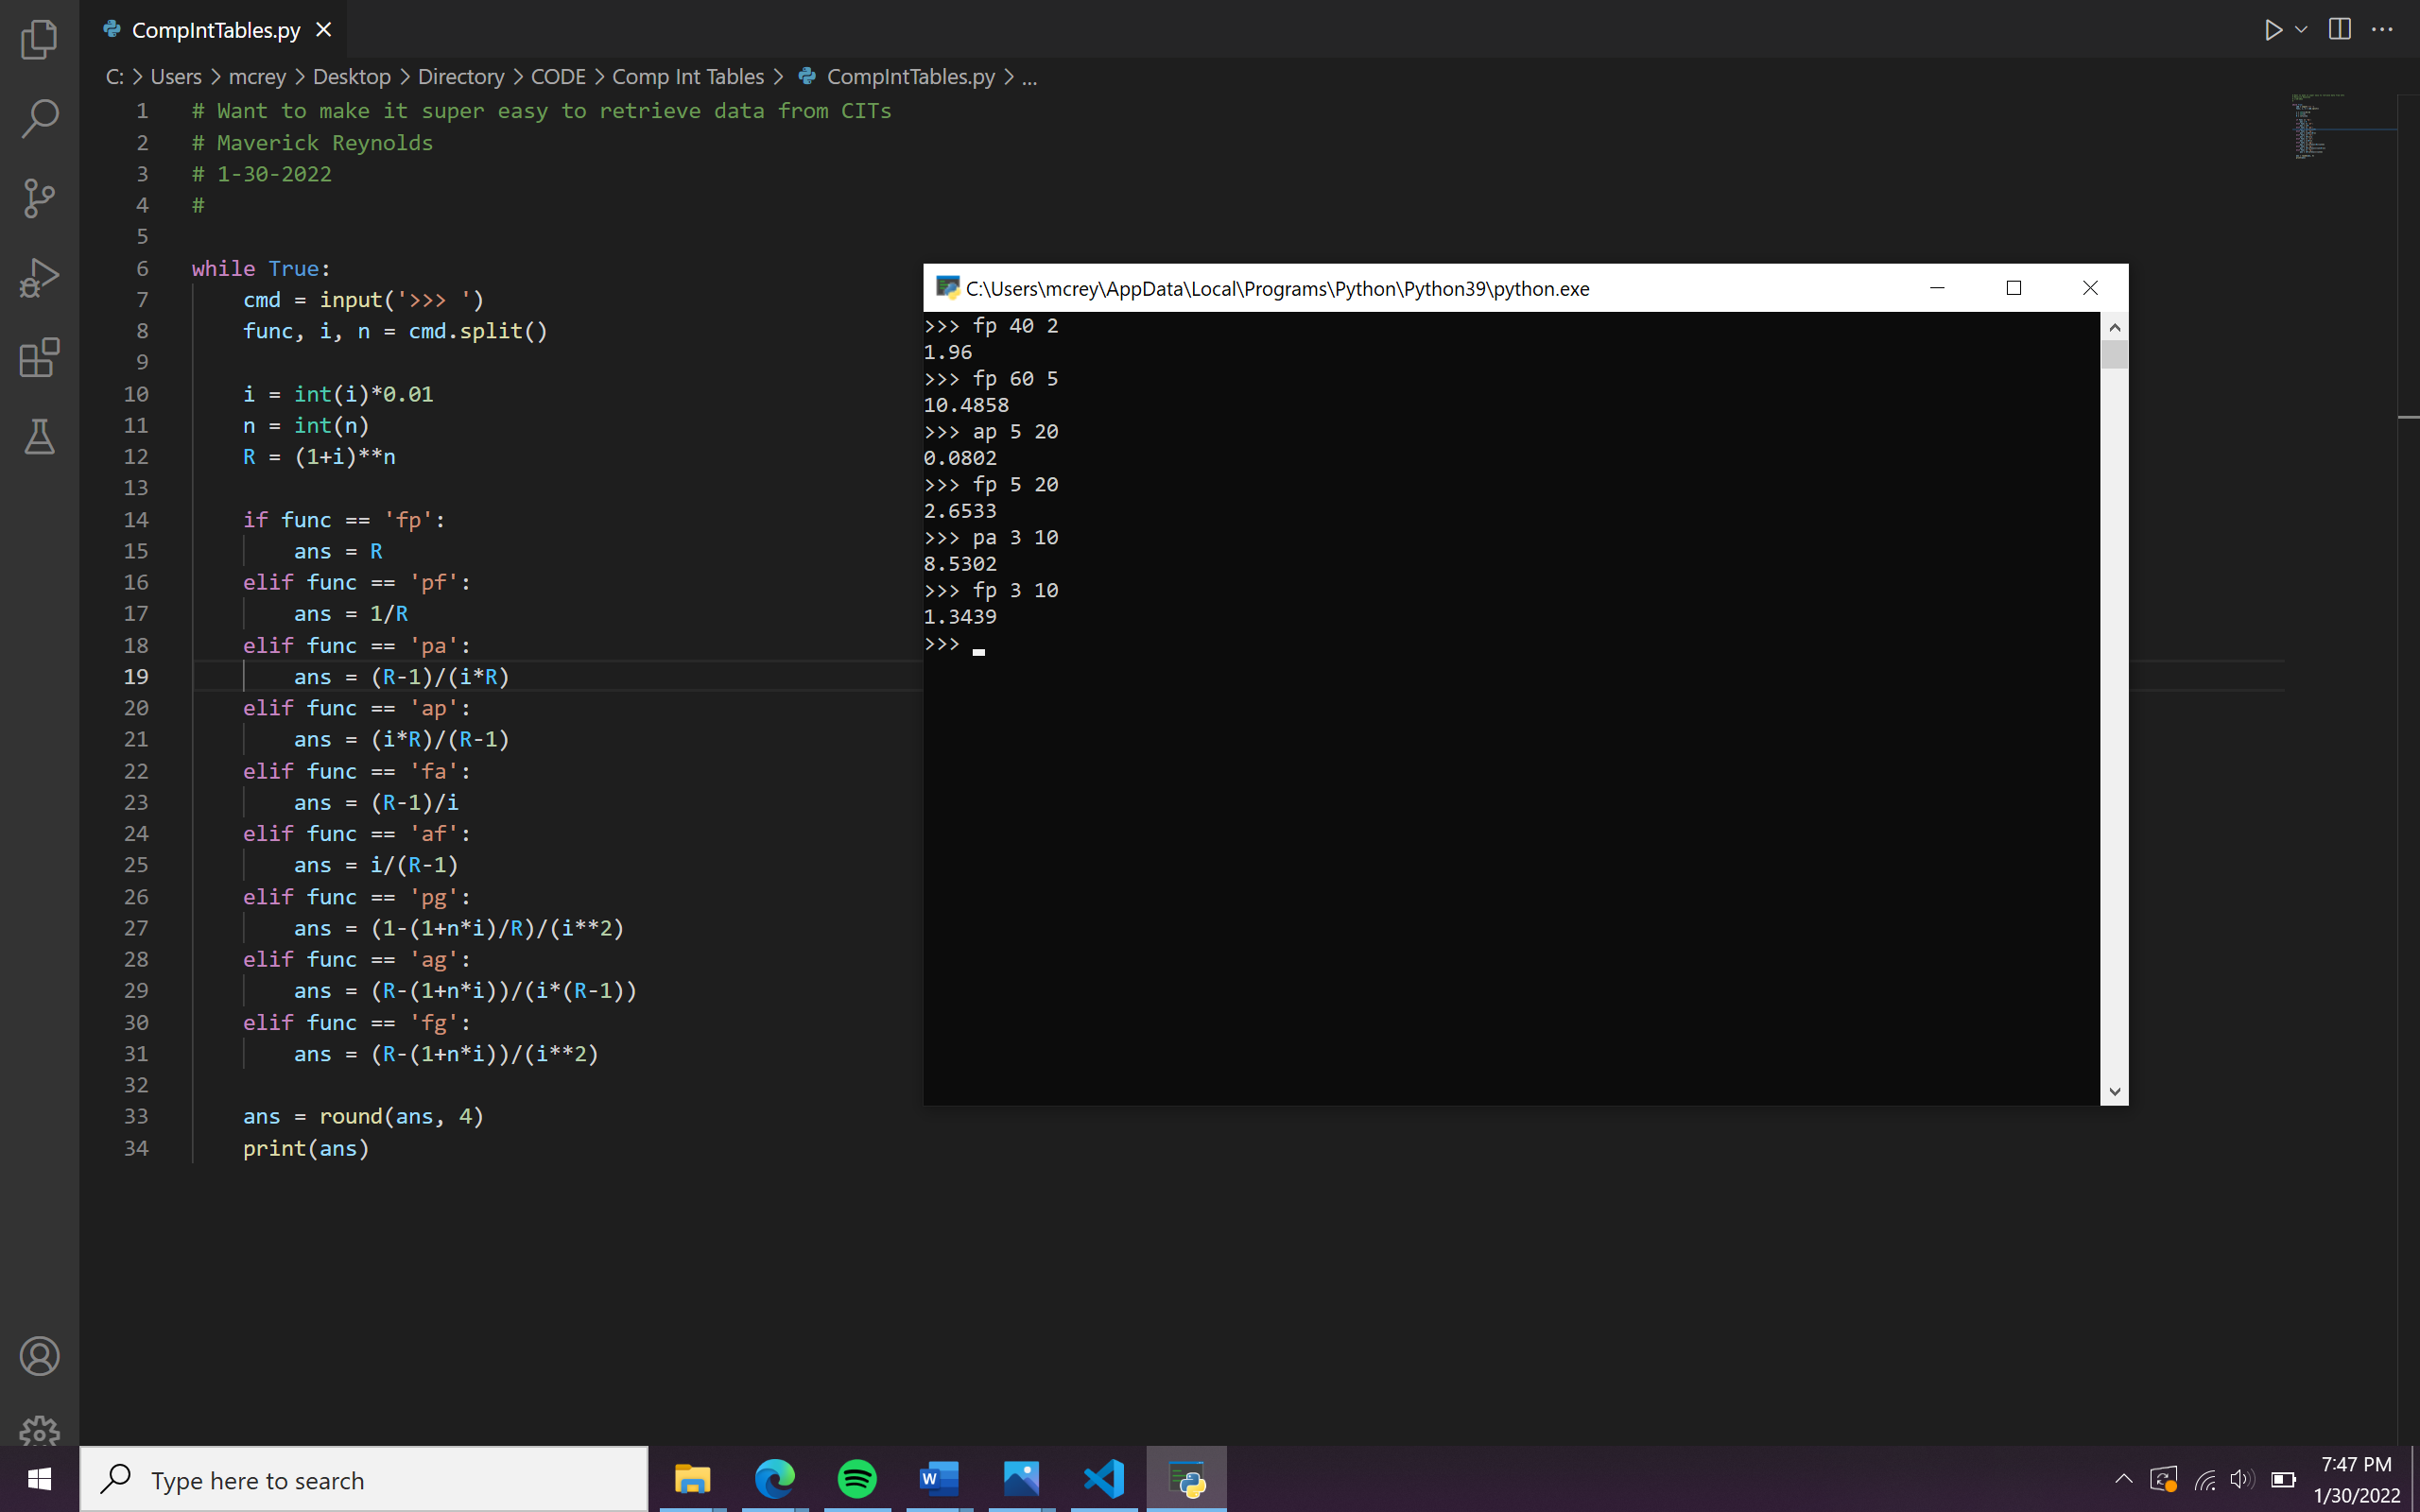 CompIntTables.py
C: > Users > mcrey > Desktop > Directory > CODE > Comp Int Tables > CompIntTables.py > ...
1 # Want to make it super easy to retrieve data from CITs
2 # Maverick Reynolds
3 # 1-30-2022
4 #
5
6 while True:
7     cmd = input('>>> ')
8     func, i, n = cmd.split()
9
10     i = int(i)*0.01
11     n = int(n)
12     R = (1+i)**n
13
14     if func == 'fp':
15         ans = R
16     elif func == 'pf':
17         ans = 1/R
18     elif func == 'pa':
19         ans = (R-1)/(i*R)
20     elif func == 'ap':
21         ans = (i*R)/(R-1)
22     elif func == 'fa':
23         ans = (R-1)/i
24     elif func == 'af':
25         ans = i/(R-1)
26     elif func == 'pg':
27         ans = (1-(1+n*i)/R)/(i**2)
28     elif func == 'ag':
29         ans = (R-(1+n*i))/(i*(R-1))
30     elif func == 'fg':
31         ans = (R-(1+n*i))/(i**2)
32
33     ans = round(ans, 4)
34     print(ans)
C:\Users\mcrey\AppData\Local\Programs\Python\Python39\python.exe
>>> fp 40 2
1.96
>>> fp 60 5
10.4858
>>> ap 5 20
0.0802
>>> fp 5 20
2.6533
>>> pa 3 10
8.5302
>>> fp 3 10
1.3439
>>>
Type here to search
W
7:47 PM
1/30/2022